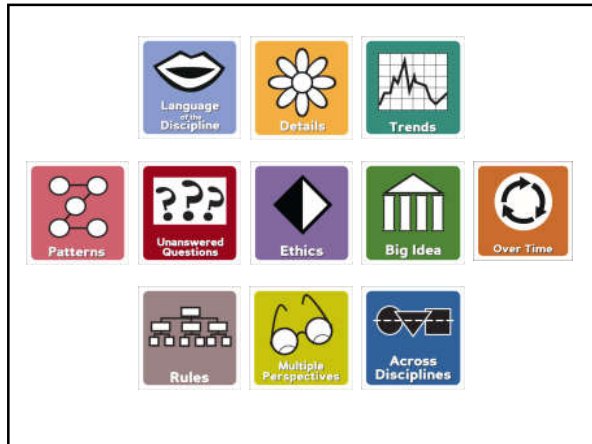 Language
of the
Discipline
Details
Trends
Patterns
???
Unanswered
Questions
Ethics
Big Idea
Over Time
Rules
Multiple
Perspectives
Across
Disciplines